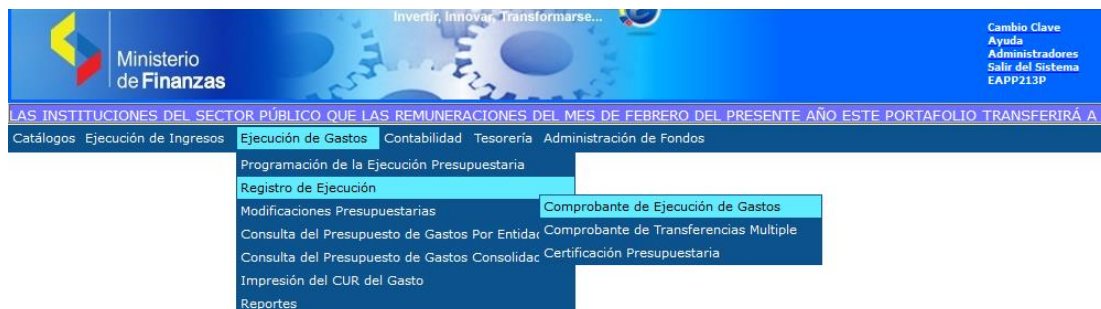 Invertir, Innovar, Transformarse...
Ministerio
de Finanzas
Cambio Clave
Ayuda
Administradores
Salir del Sistema
EAPP213P
LAS INSTITUCIONES DEL SECTOR PÚBLICO QUE LAS REMUNERACIONES DEL MES DE FEBRERO DEL PRESENTE AÑO ESTE PORTAFOLIO TRANSFERIRÁ A
Catálogos Ejecución de Ingresos Ejecución de Gastos Contabilidad Tesorería Administración de Fondos
Programación de la Ejecución Presupuestaria
Registro de Ejecución
Modificaciones Presupuestarias
Consulta del Presupuesto de Gastos Por Entidad
Consulta del Presupuesto de Gastos Consolidad
Impresión del CUR del Gasto
Reportes
Comprobante de Ejecución de Gastos
Comprobante de Transferencias Multiple
Certificación Presupuestaria